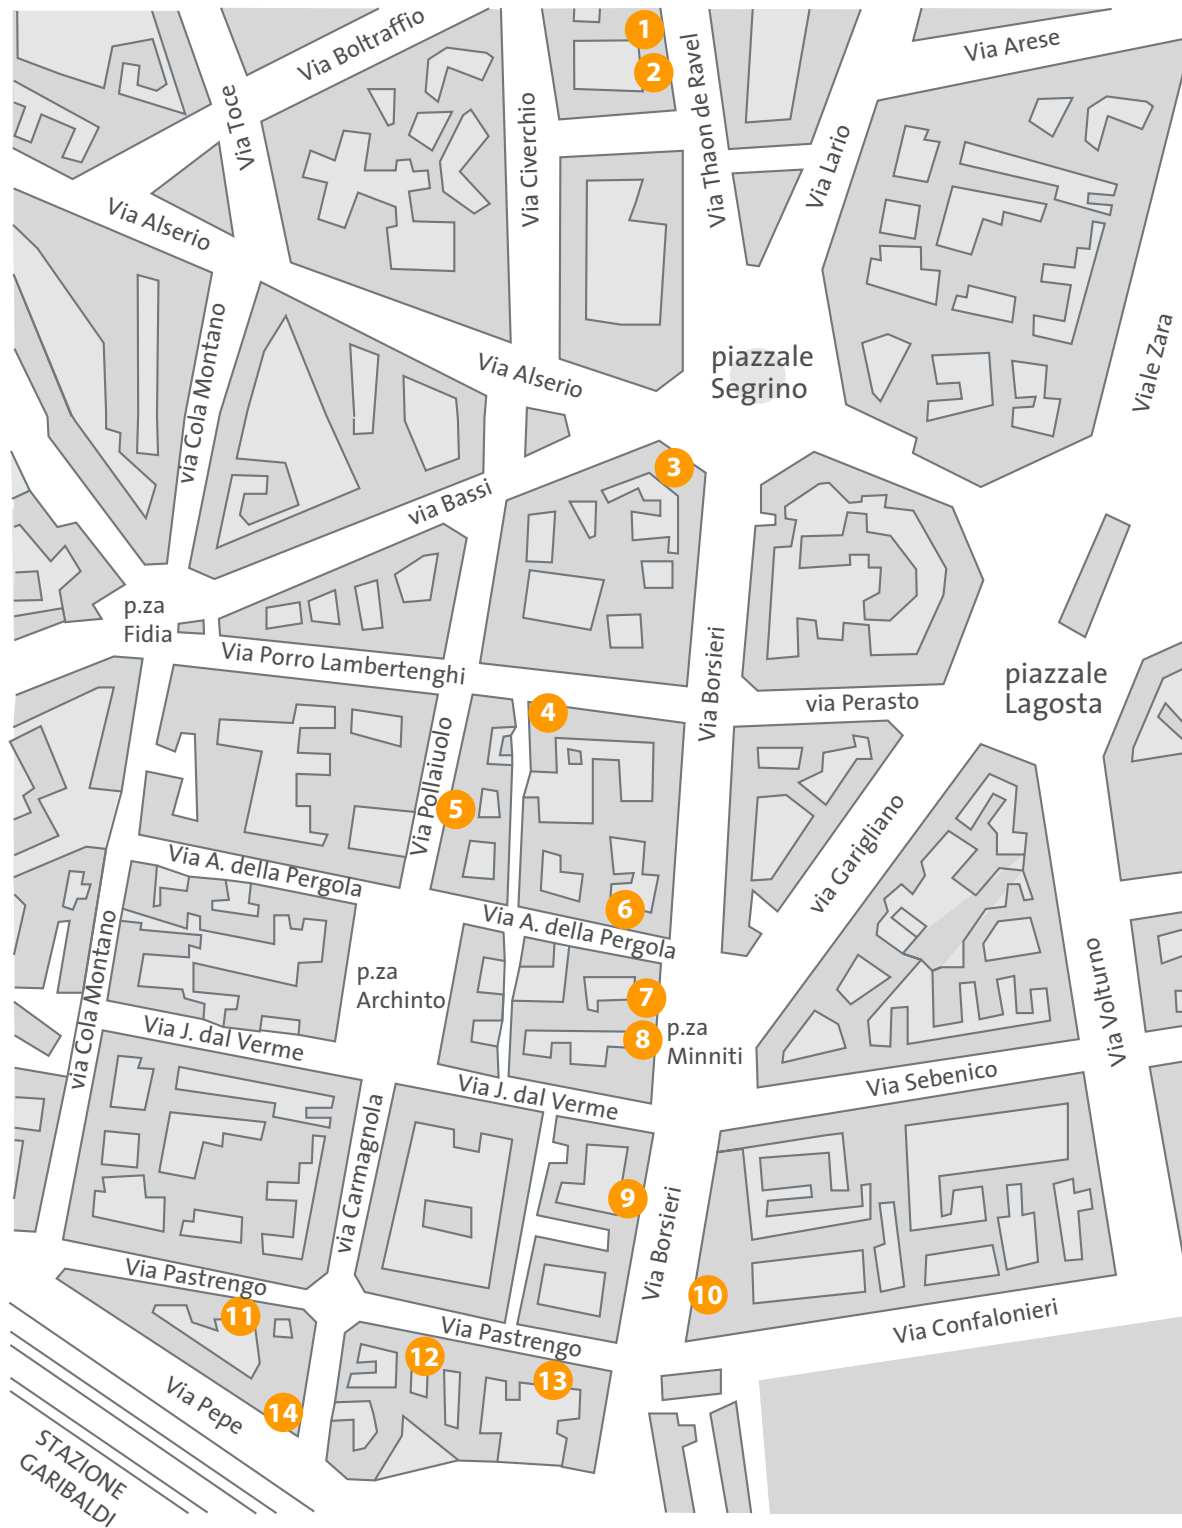 1
2
Via Boltraffio
Via Arese
Via Toce
Via Civerchio
Via Thaon de Ravel
Via Lario
Via Alserio
Viale Zara
via Cola Montano
Via Alserio
piazzale
Segrino
3
via Bassi
p.za
Fidia
Via Porro Lambertenghi
Via Borsieri
piazzale
Lagosta
via Perasto
4
Via Pollaiuolo
5
via Garigliano
Via A. della Pergola
6
Via A. della Pergola
via Cola Montano
p.za
Archinto
7
8
p.za
Minniti
Via Volturno
Via J. dal Verme
Via J. dal Verme
Via Sebenico
via Carmagnola
9
Via Borsieri
10
Via Pastrengo
11
Via Pastrengo
Via Confalonieri
12
13
14
Via Pepe
STAZIONE
GARIBALDI